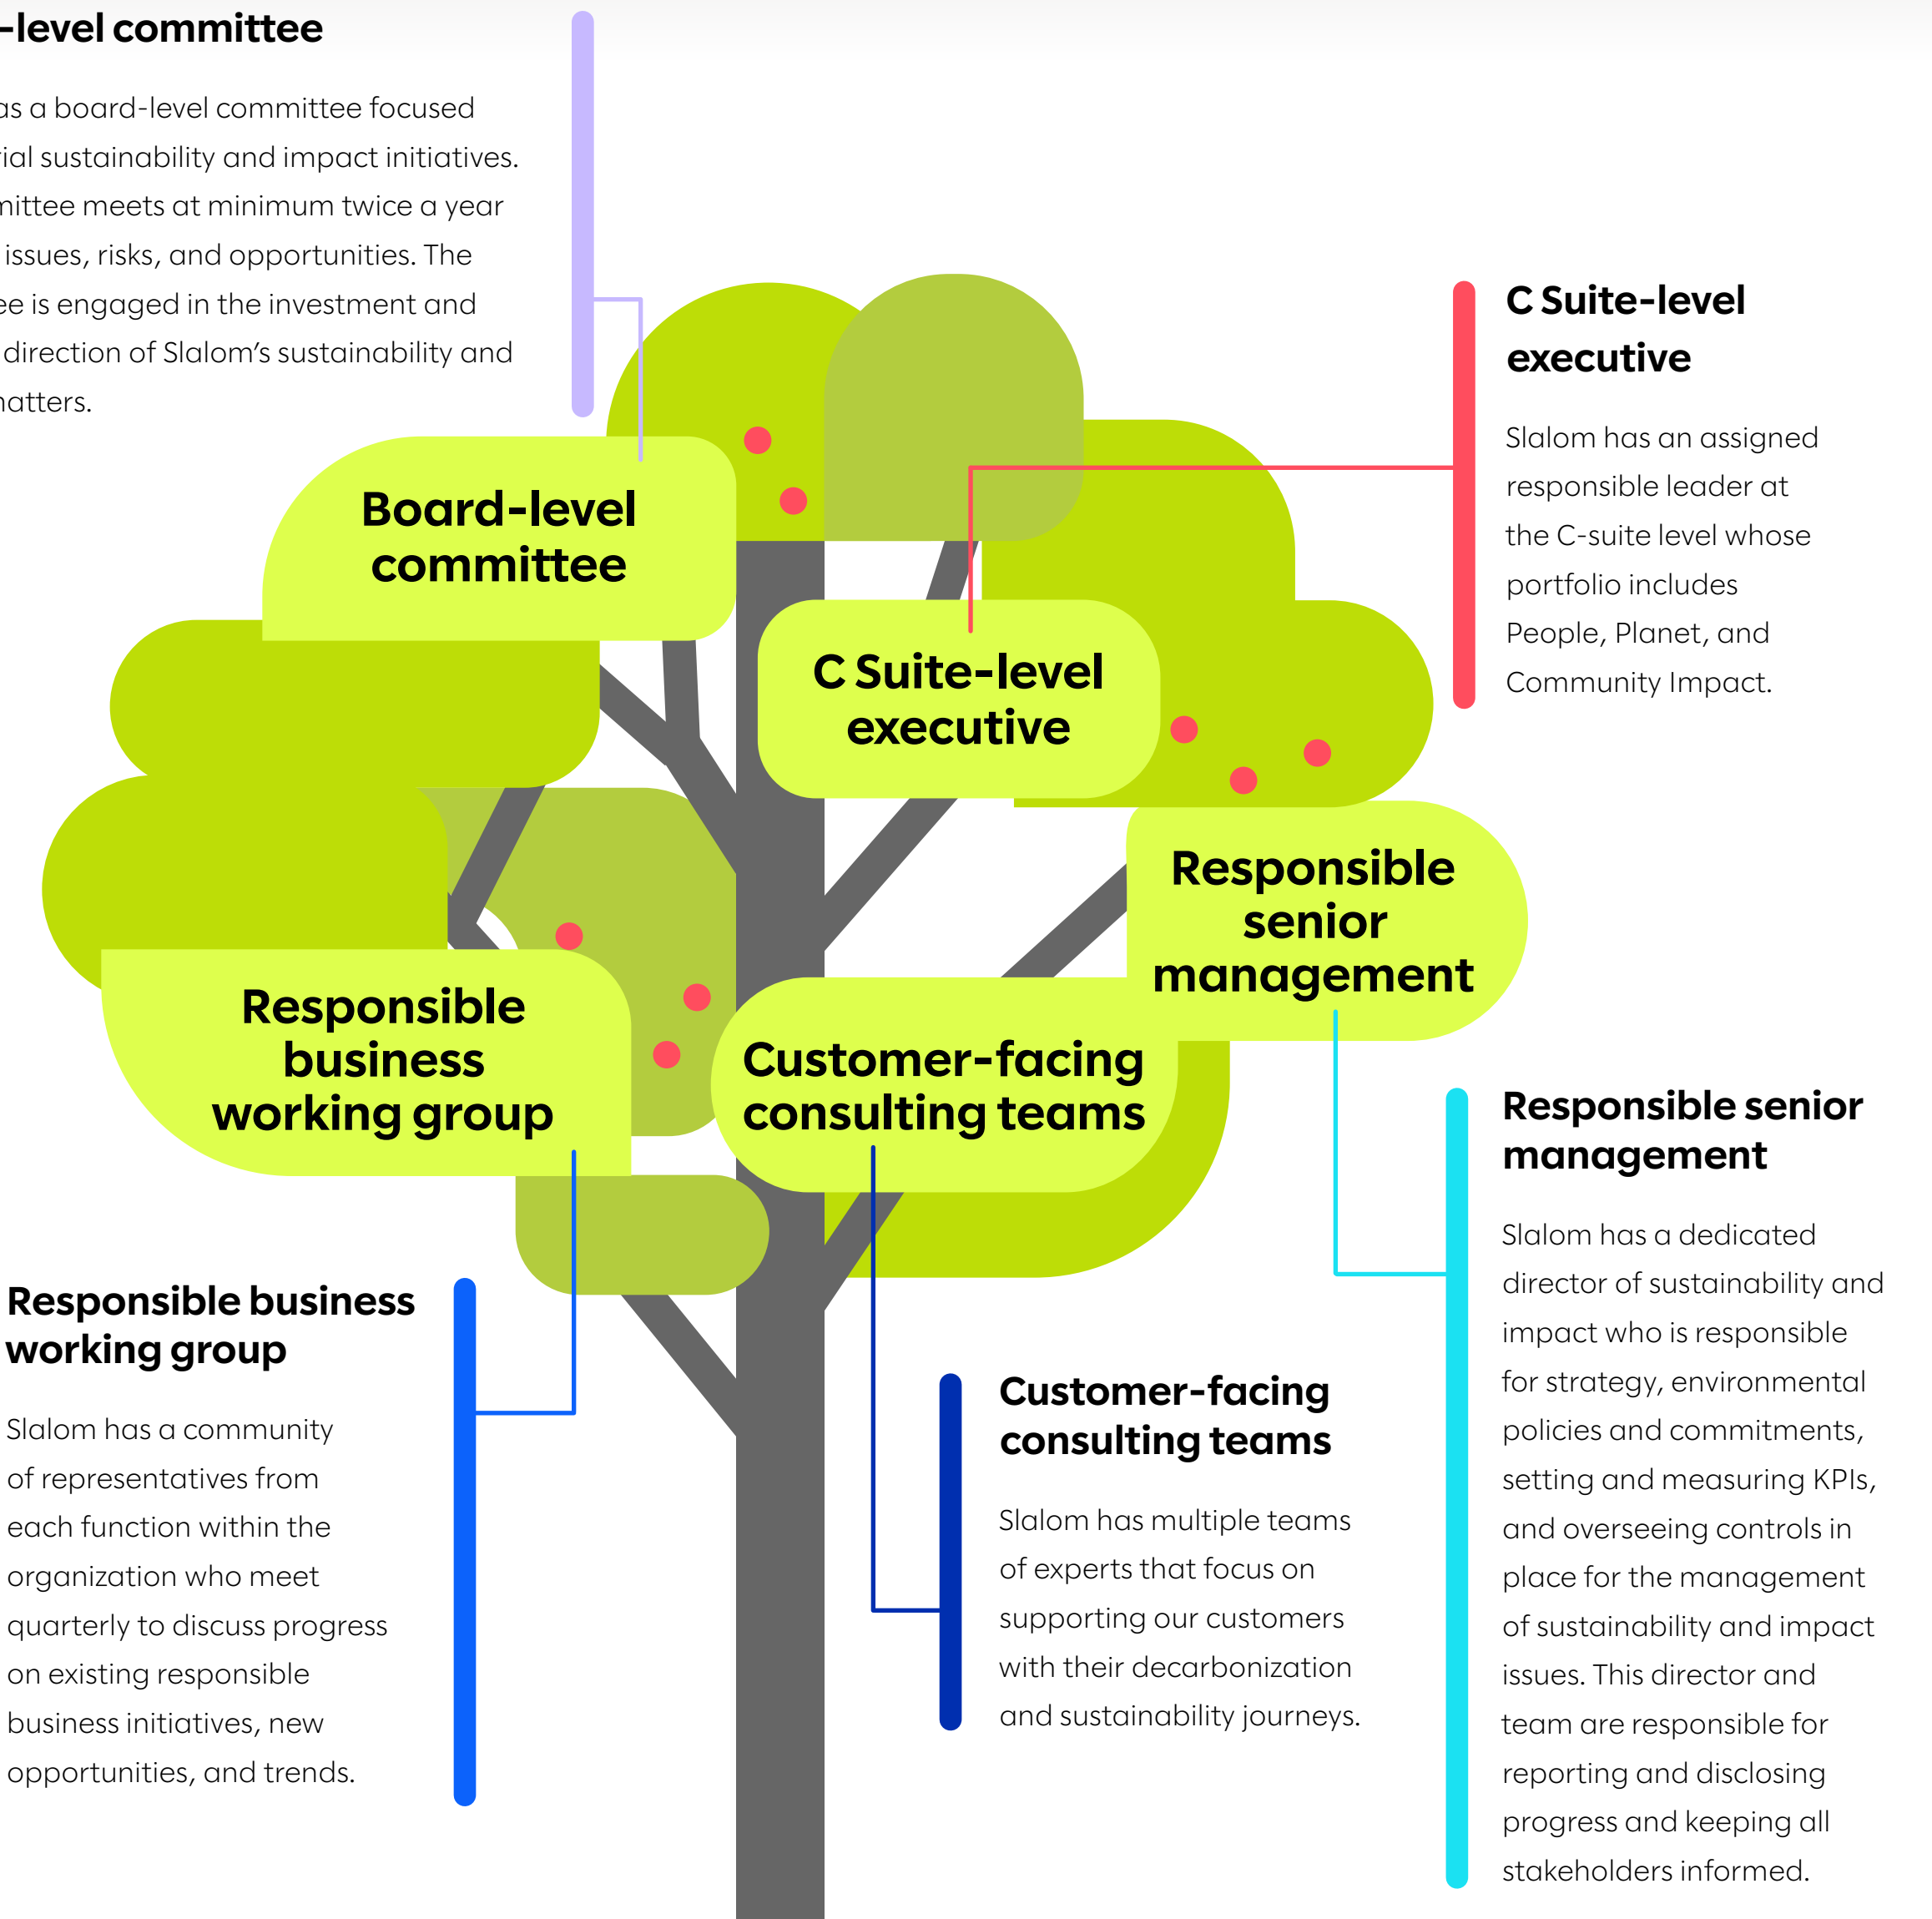 -level committee
as a board-level committee focused
rial sustainability and impact initiatives.
mittee meets at minimum twice a year
issues, risks, and opportunities. The
ee is engaged in the investment and
direction of Slalom’s sustainability and
natters.
Board-level
committee
C Suite-level
executive
Slalom has an assigned
responsible leader at
the C-suite level whose
portfolio includes
People, Planet, and
Community Impact.
C Suite-level
executive
Responsible
senior
management
Responsible
business
working group
Customer-facing
consulting teams
Responsible business
working group
Slalom has a community
of representatives from
each function within the
organization who meet
quarterly to discuss progress
on existing responsible
business initiatives, new
opportunities, and trends.
Customer-facing
consulting teams
Slalom has multiple teams
of experts that focus on
supporting our customers
with their decarbonization
and sustainability journeys.
Responsible senior
management
Slalom has a dedicated
director of sustainability and
impact who is responsible
for strategy, environmental
policies and commitments,
setting and measuring KPIs,
and overseeing controls in
place for the management
of sustainability and impact
issues. This director and
team are responsible for
reporting and disclosing
progress and keeping all
stakeholders informed.